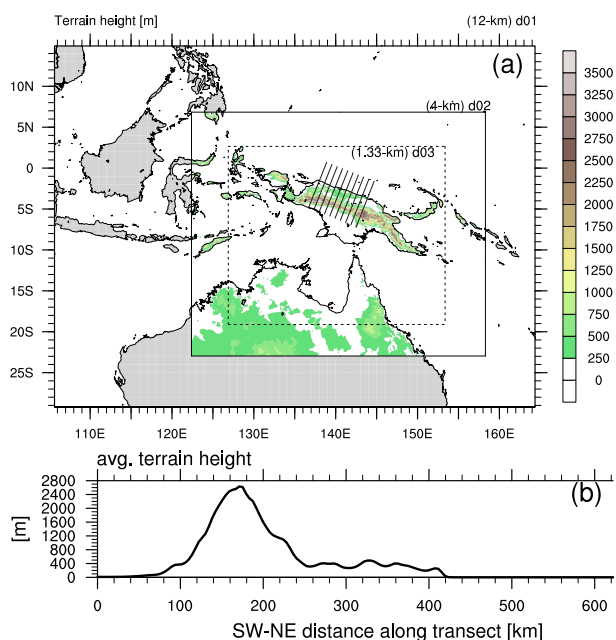 Terrain height [m] (12-km) d01
(a)
(4-km) d02
(1.33-km) d03
15N
10N
5N
0
5S
10S
15S
20S
25S
110E 120E 130E 140E 150E 160E
3500
3250
3000
2750
2500
2250
2000
1750
1500
1250
1000
750
500
250
0
avg. terrain height
(b)
[m]
2800
2400
2000
1600
1200
800
400
0
0 100 200 300 400 500 600
SW-NE distance along transect [km]